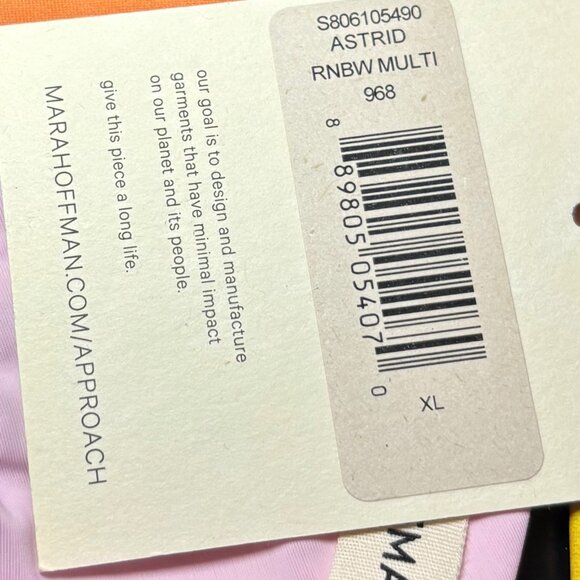 S806105490
ASTRID
RNBW MULTI
968
8 89805 05407 0
XL
our goal is to design and manufacture
garments that have minimal impact
on our planet and its people.
give this piece a long life.
MARAHOFFMAN.COM/APPROACH